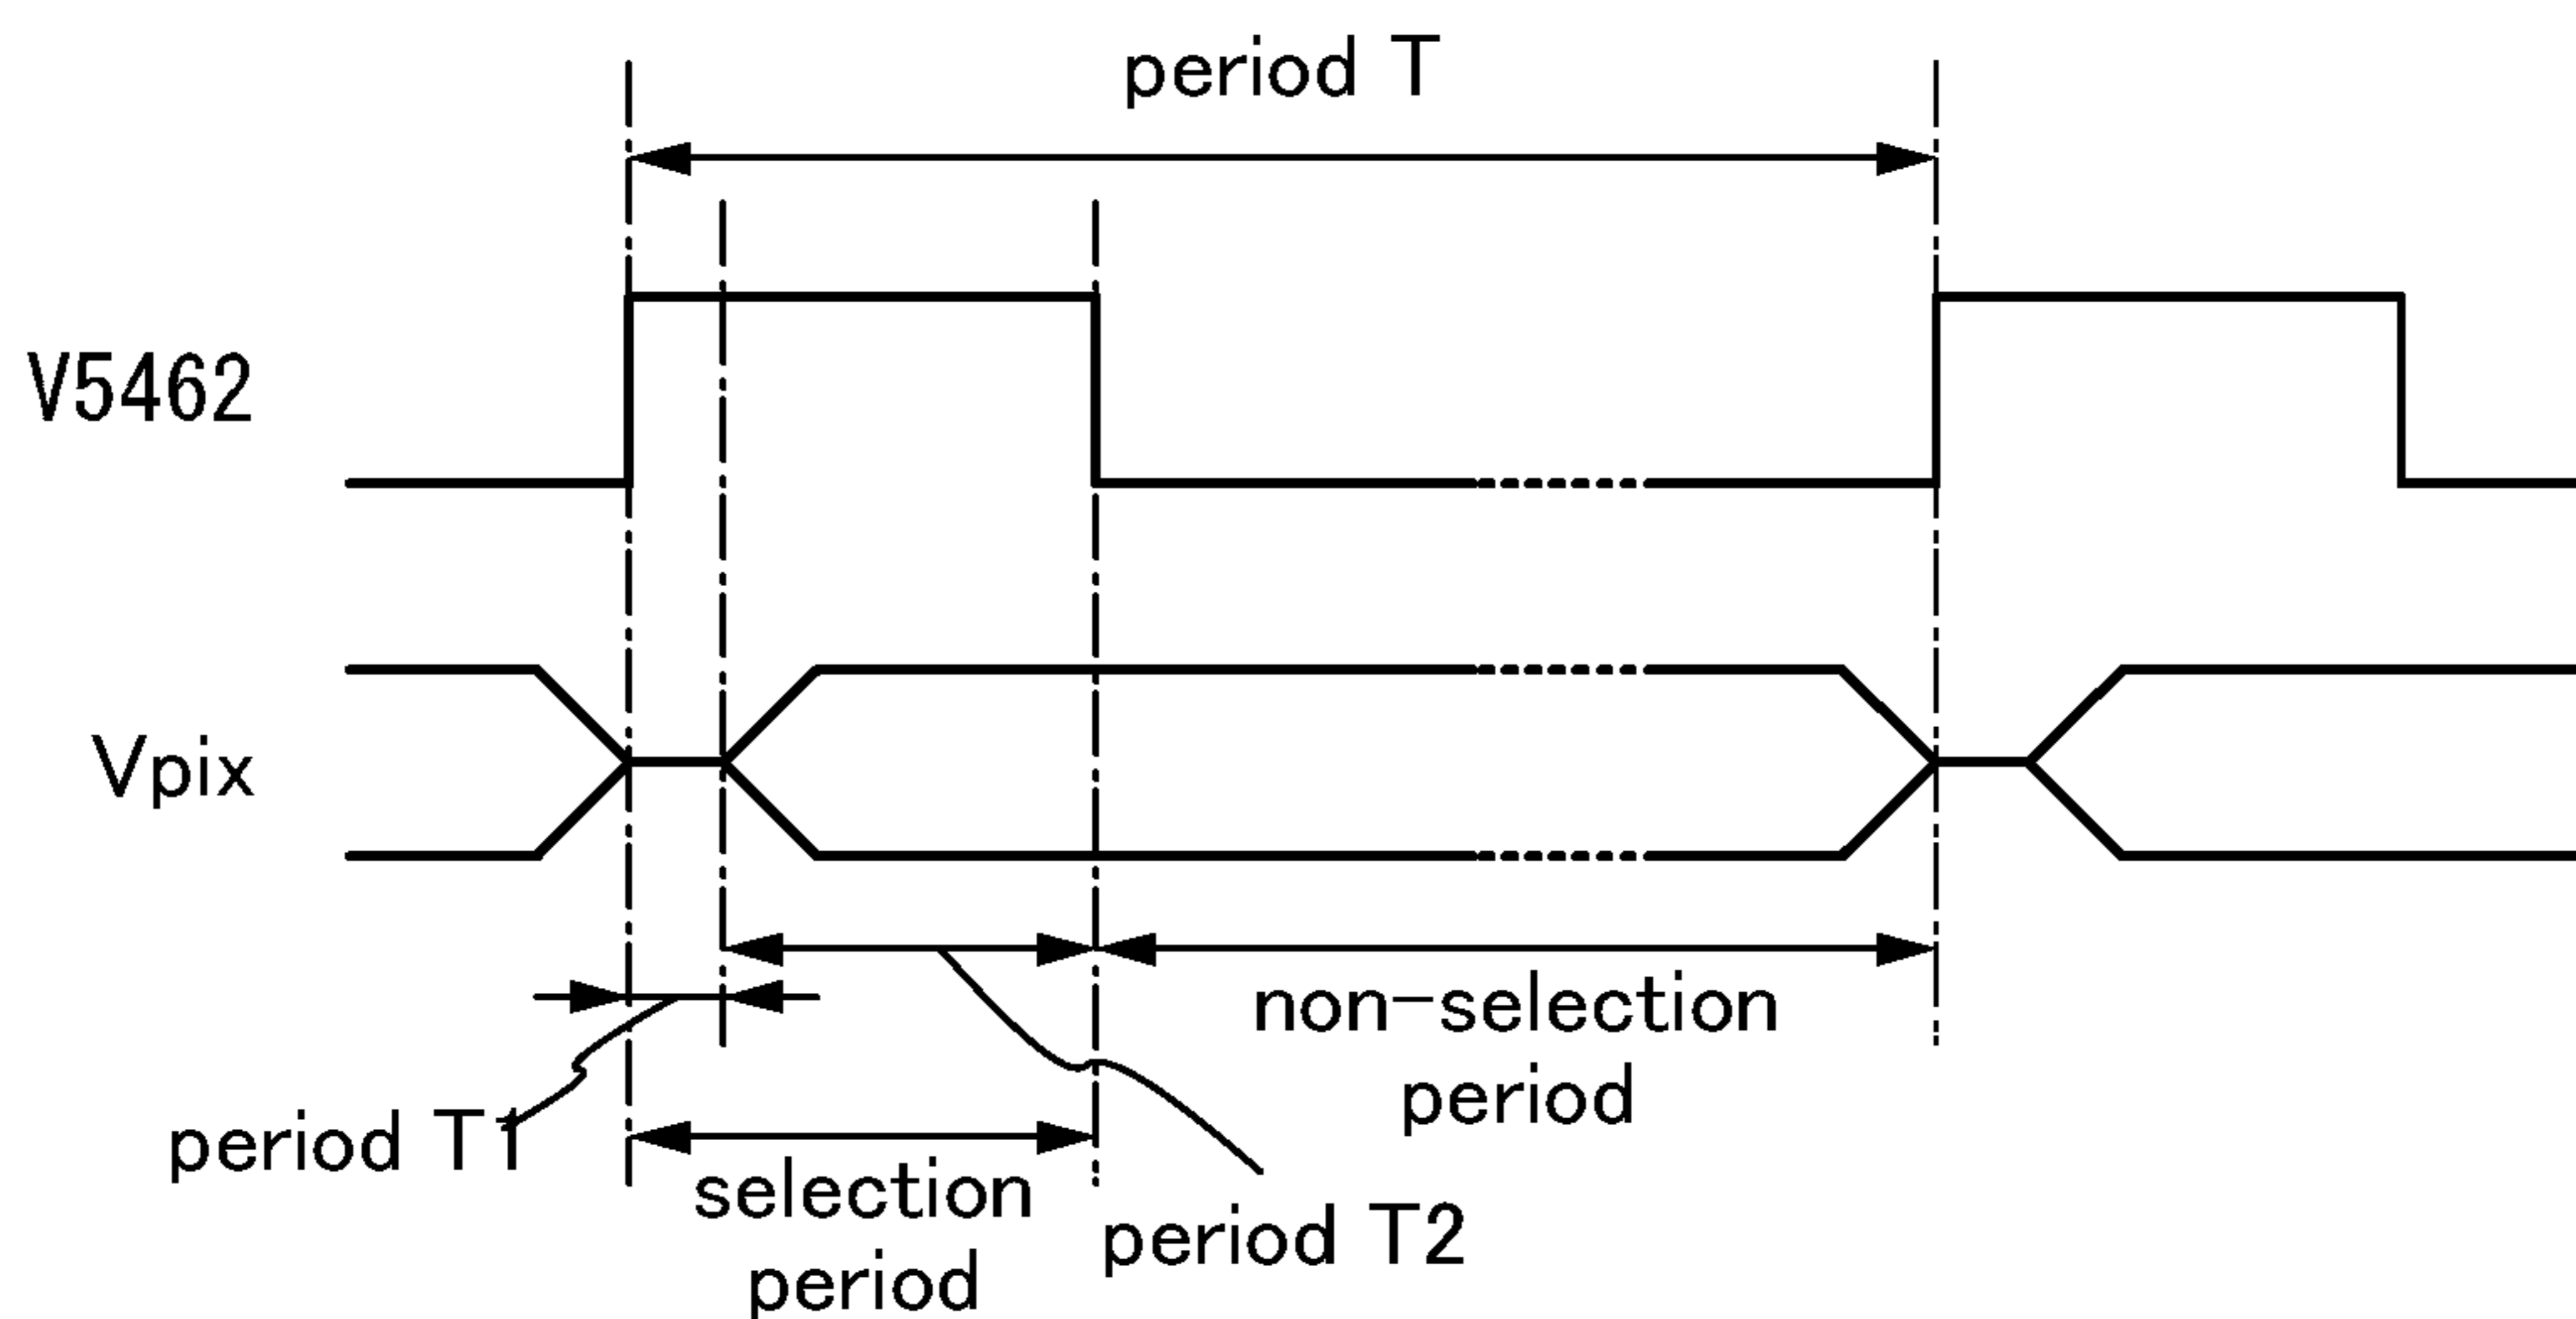 period T
V5462
Vpix
non-selection
period
period T1
selection
period
period T2